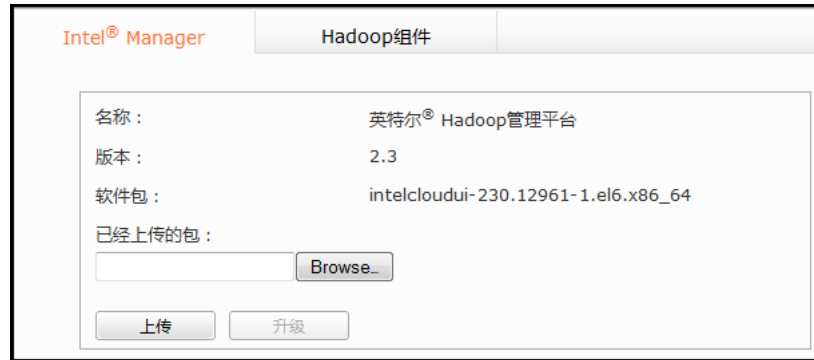 Intel® Manager Hadoop组件
名称： 英特尔® Hadoop管理平台
版本： 2.3
软件包： intelcloudui-230.12961-1.el6.x86_64
已经上传的包：
Browse...
上传 升级